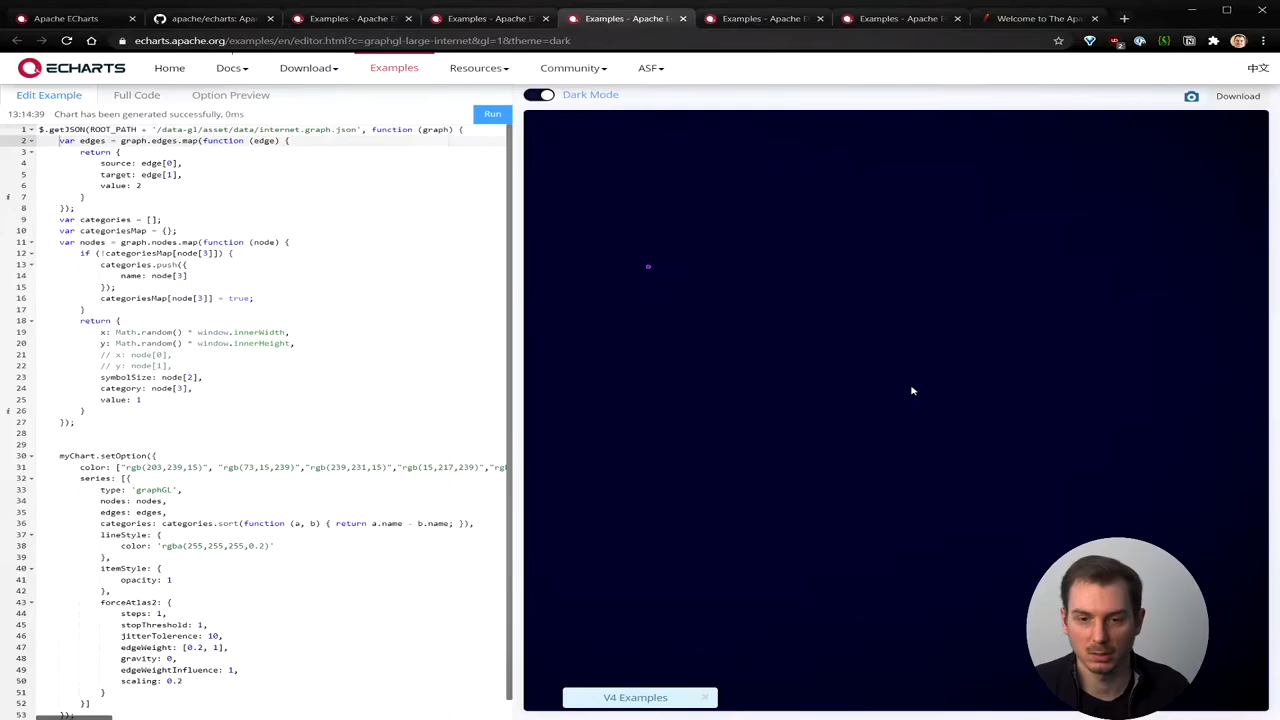 Apache ECharts
apache/echarts: Apac
Examples - Apache EC
Examples - Apache Ec
Examples - Apache Ec
Examples - Apache Ec
Examples - Apache Ec
Welcome to The Apa
echarts.apache.org/examples/en/editor.html?c=graphgl-large-internet&gl=1&theme=dark
2
ECHARTS
Home
Docs
Download
Examples
Resources
Community
ASF
中文
Edit Example
Full Code
Option Preview
Dark Mode
Download
13:14:39 Chart has been generated successfully. 0ms
Run
1 $.getJSON(ROOT_PATH + '/data-gl/asset/data/internet.graph.json', function (graph) {
2 var edges = graph.edges.map(function (edge) {
3 return {
4 source: edge[0],
5 target: edge[1],
6 value: 2
7 }
8 });
9 var categories = [];
10 var categoriesMap = {};
11 var nodes = graph.nodes.map(function (node) {
12 if (!categoriesMap[node[3]]) {
13 categories.push({
14 name: node[3]
15 });
16 categoriesMap[node[3]] = true;
17 }
18 return {
19 x: Math.random() * window.innerWidth,
20 y: Math.random() * window.innerHeight,
21 // x: node[0],
22 // y: node[1],
23 symbolSize: node[2],
24 category: node[3],
25 value: 1
26 }
27 });
28
29
30 myChart.setOption({
31 color: ["rgb(203,239,15)", "rgb(73,15,239)","rgb(239,231,15)","rgb(15,217,239)","rg
32 series: [{
33 type: 'graphGL',
34 nodes: nodes,
35 edges: edges,
36 categories: categories.sort(function (a, b) { return a.name - b.name; }),
37 lineStyle: {
38 color: 'rgba(255,255,255,0.2)'
39 },
40 itemStyle: {
41 opacity: 1
42 },
43 forceAtlas2: {
44 steps: 1,
45 stopThreshold: 1,
46 jitterTolerence: 10,
47 edgeWeight: [0.2, 1],
48 gravity: 0,
49 edgeWeightInfluence: 1,
50 scaling: 0.2
51 }
52 }]
53 });
V4 Examples